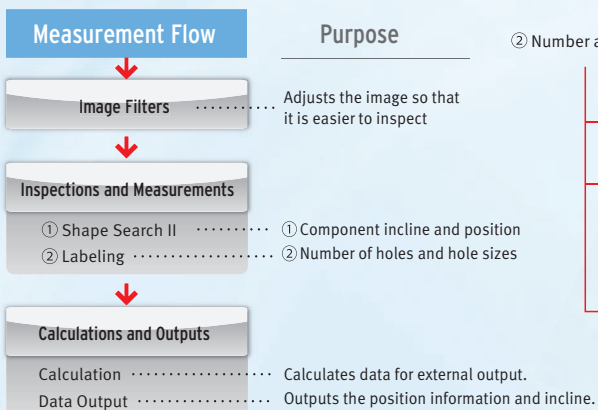 Measurement Flow
Purpose
② Number a
Image Filters ··········
Adjusts the image so that
it is easier to inspect
Inspections and Measurements
① Shape Search II ·········· ① Component incline and position
② Labeling ·················· ② Number of holes and hole sizes
Calculations and Outputs
Calculation ·················· Calculates data for external output.
Data Output ················· Outputs the position information and incline.